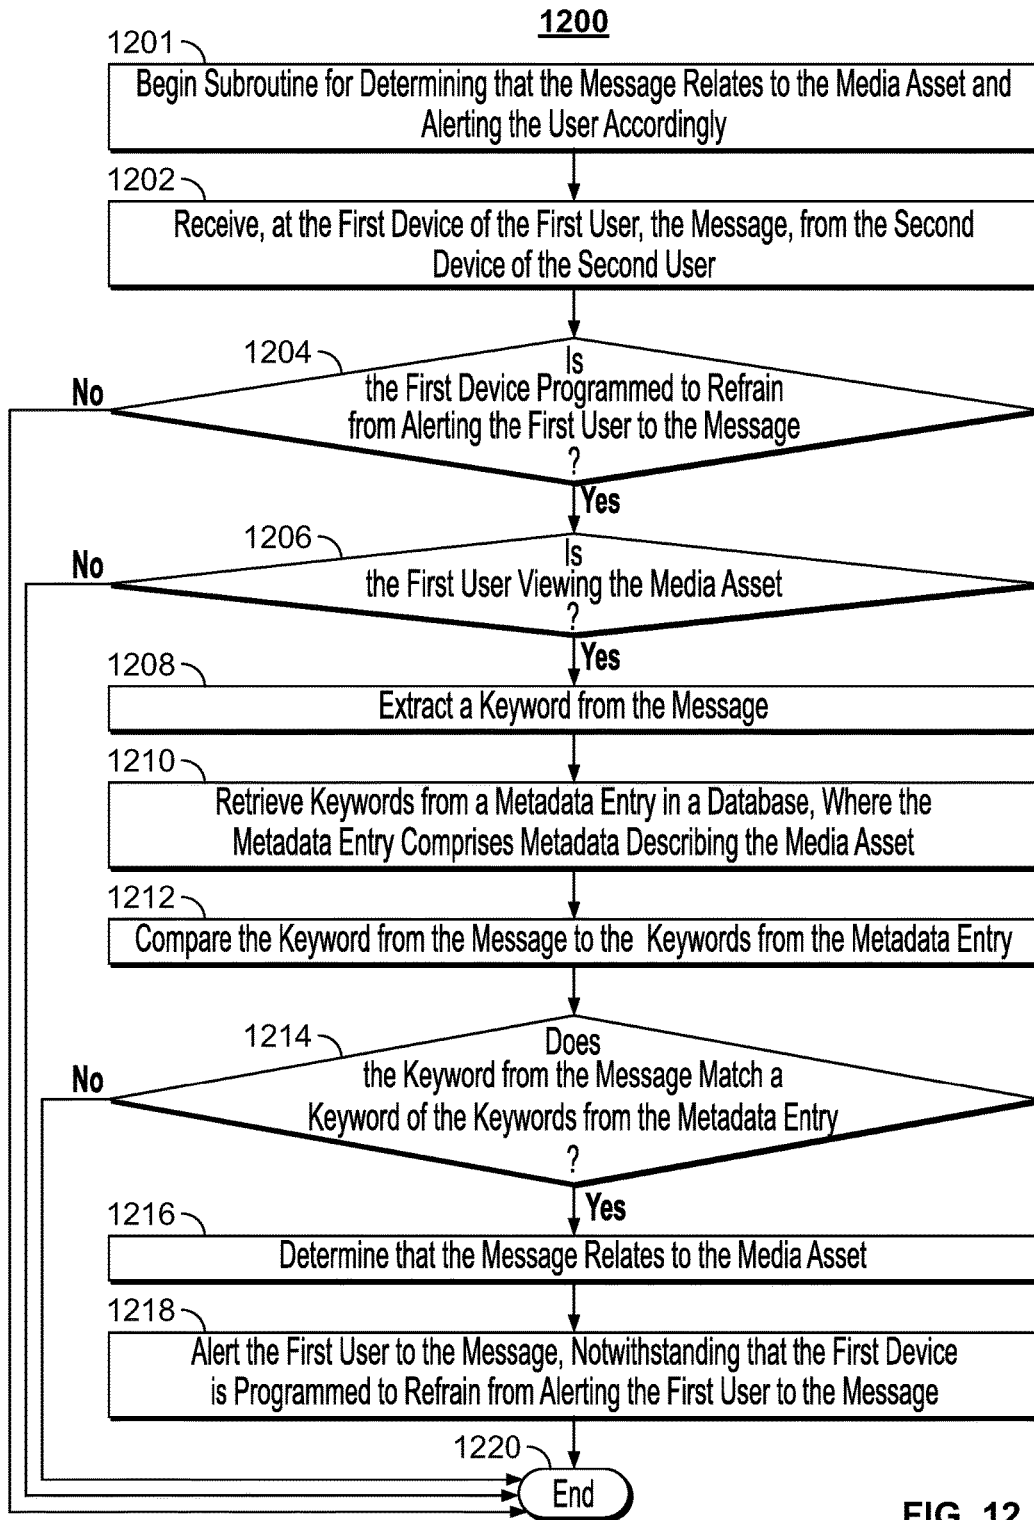 1200
1201
Begin Subroutine for Determining that the Message Relates to the Media Asset and
Alerting the User Accordingly
1202
Receive, at the First Device of the First User, the Message, from the Second
Device of the Second User
1204
Is
the First Device Programmed to Refrain
from Alerting the First User to the Message
?
No
Yes
1206
Is
the First User Viewing the Media Asset
?
No
Yes
1208
Extract a Keyword from the Message
1210
Retrieve Keywords from a Metadata Entry in a Database, Where the
Metadata Entry Comprises Metadata Describing the Media Asset
1212
Compare the Keyword from the Message to the Keywords from the Metadata Entry
1214
Does
the Keyword from the Message Match a
Keyword of the Keywords from the Metadata Entry
?
No
Yes
1216
Determine that the Message Relates to the Media Asset
1218
Alert the First User to the Message, Notwithstanding that the First Device
is Programmed to Refrain from Alerting the First User to the Message
1220
End
FIG. 12